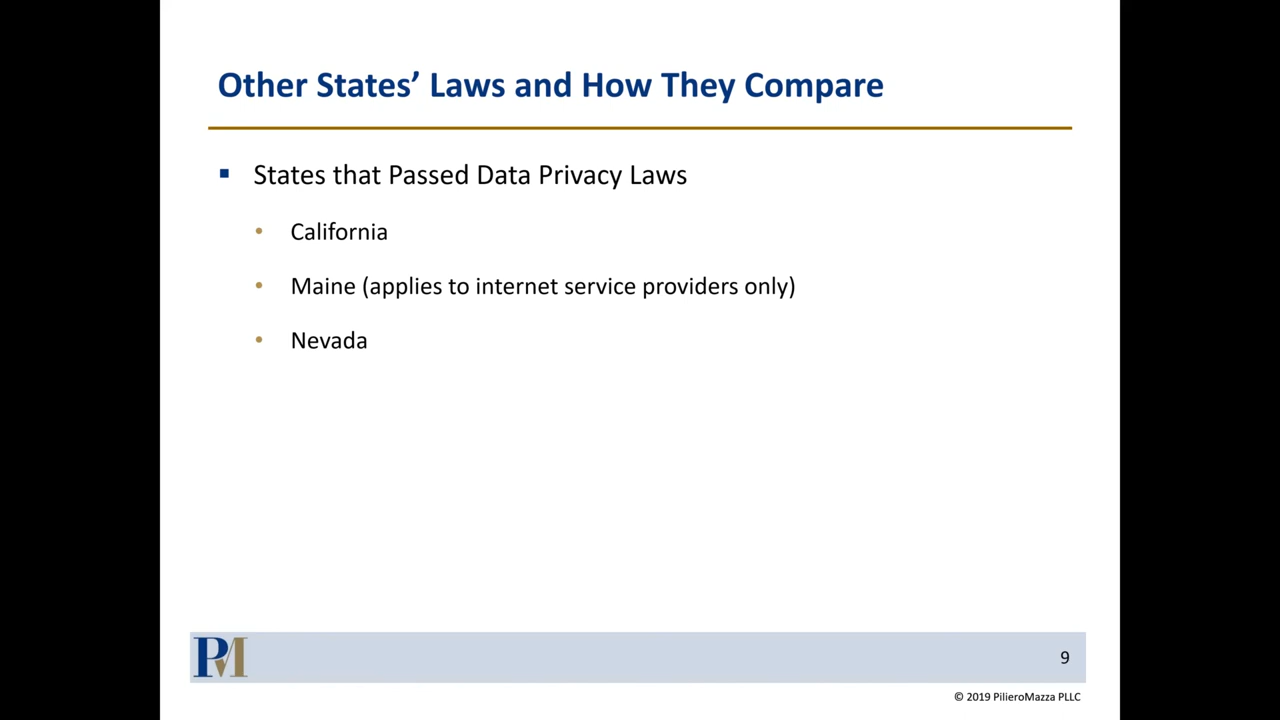 Other States’ Laws and How They Compare
▪ States that Passed Data Privacy Laws
• California
• Maine (applies to internet service providers only)
• Nevada
PM
9
© 2019 PilieroMazza PLLC